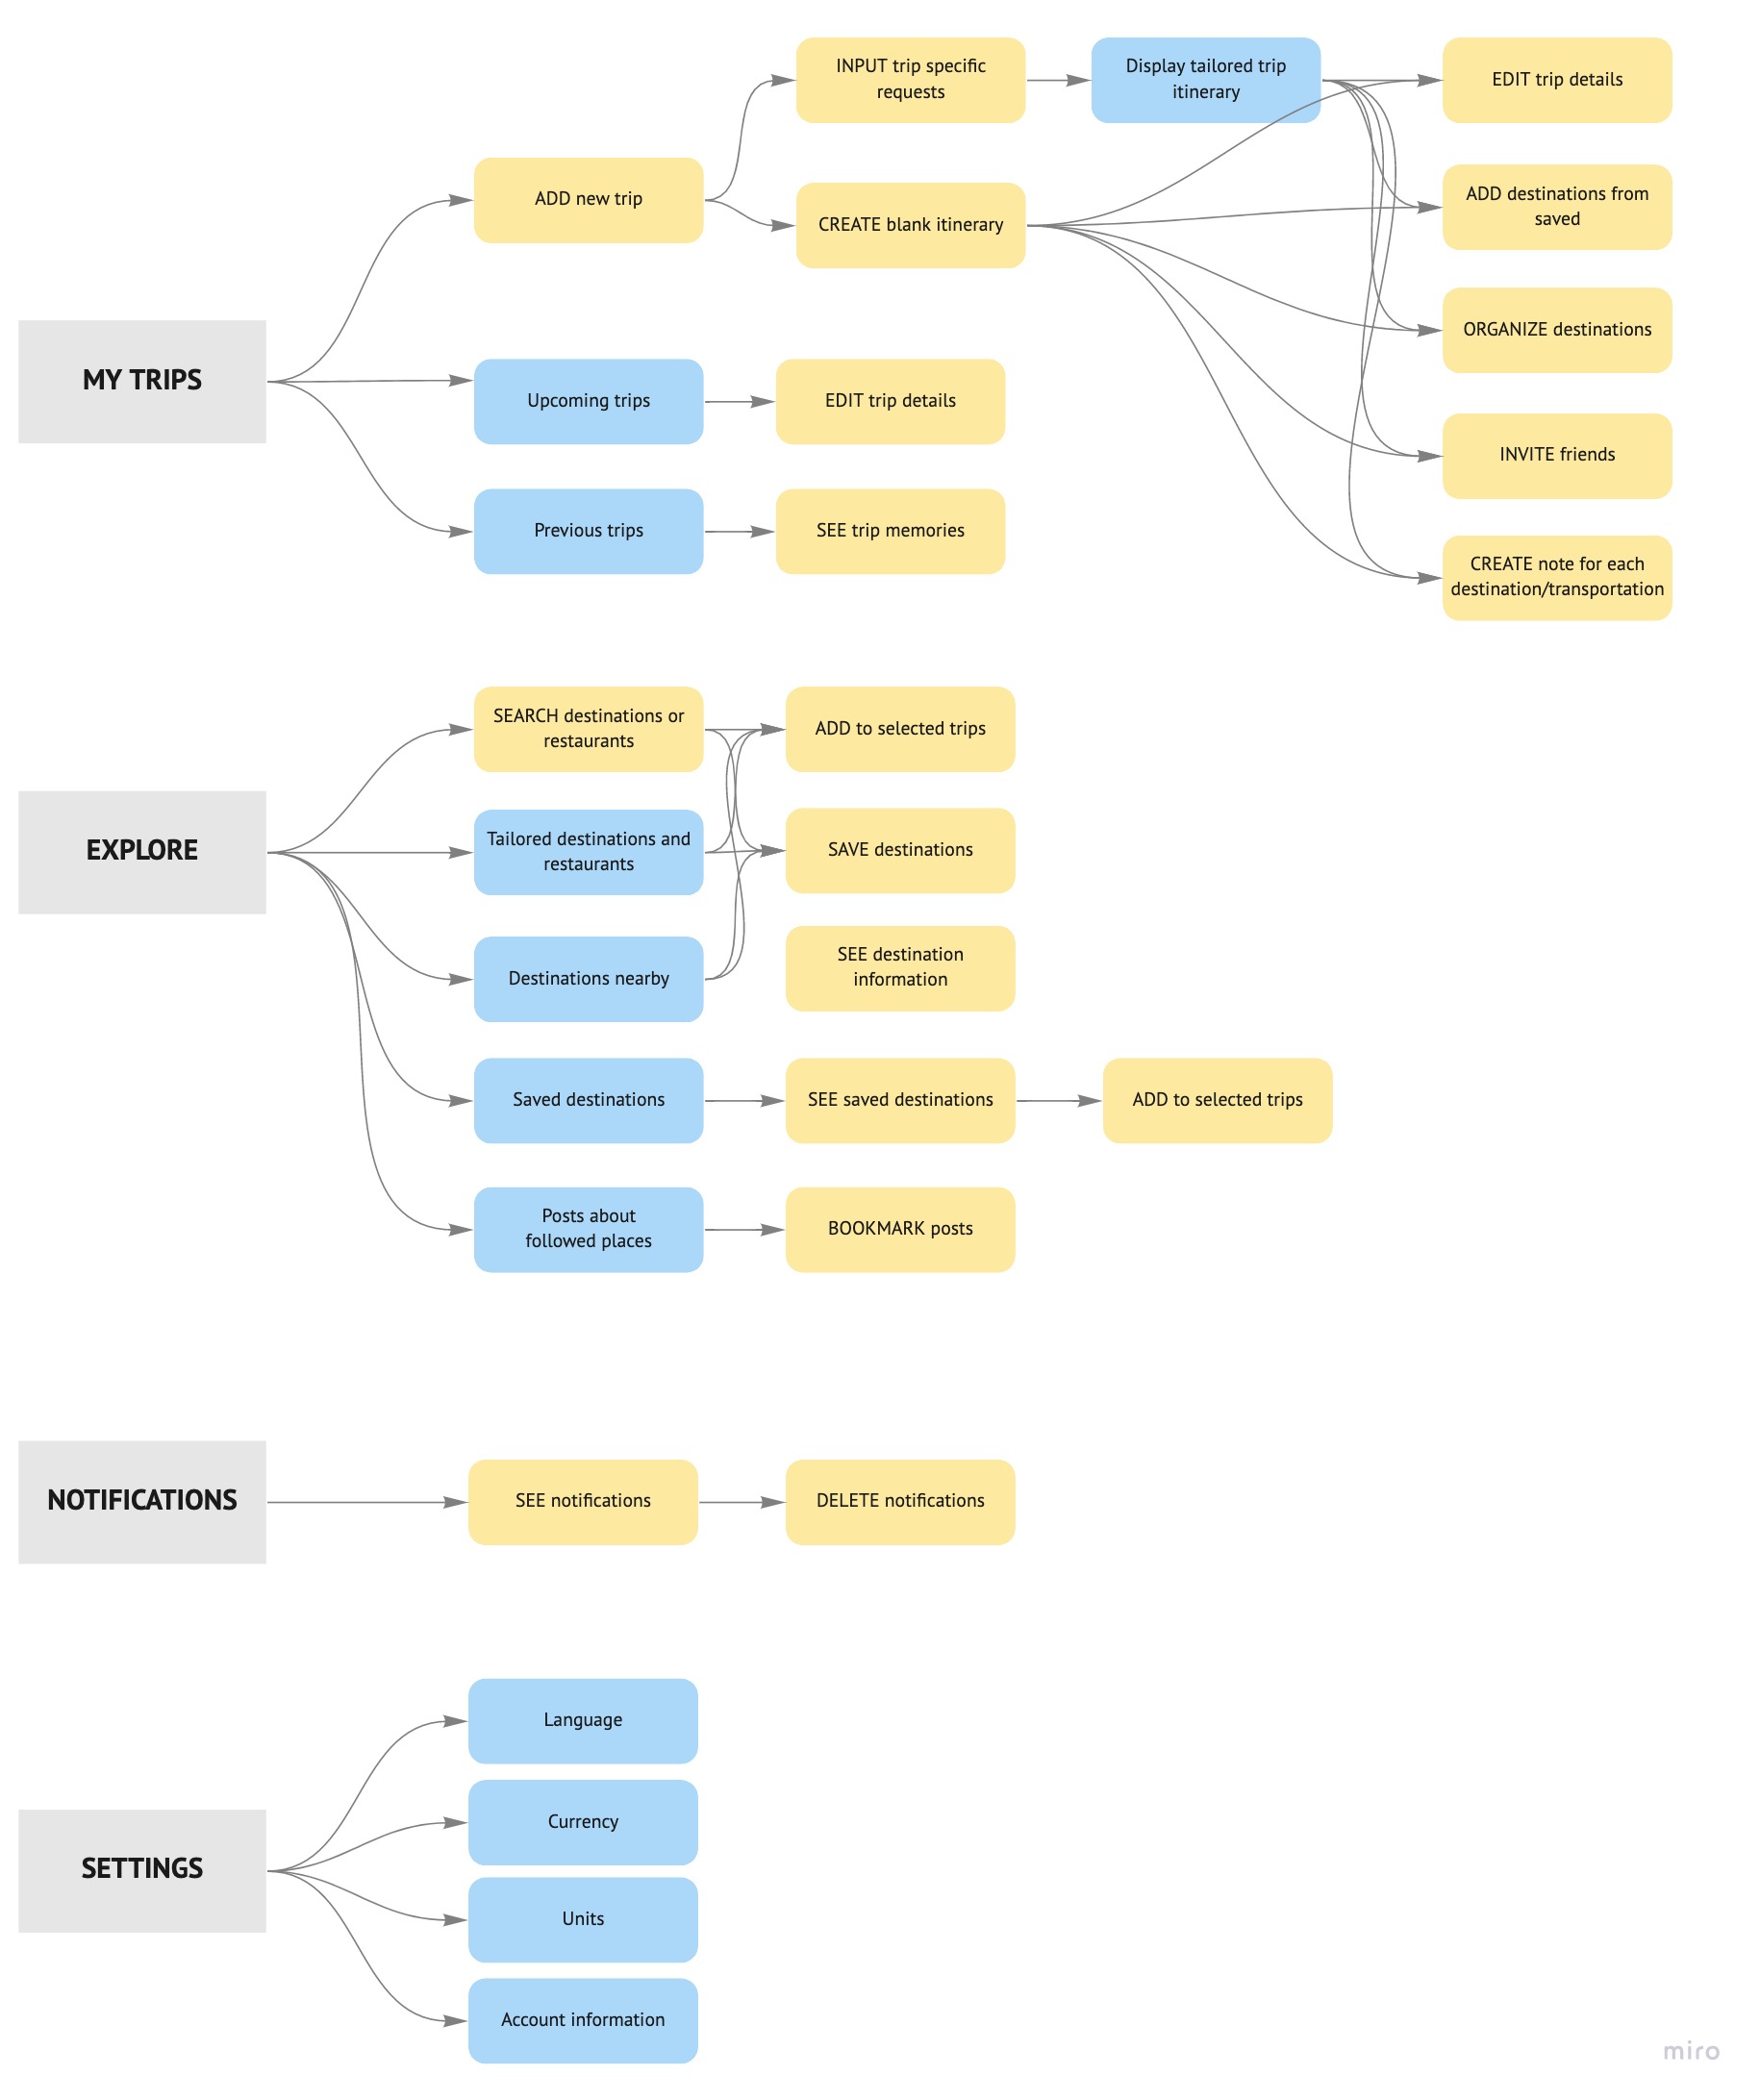 INPUT trip specific
requests
Display tailored trip
itinerary
EDIT trip details
ADD new trip
CREATE blank itinerary
ADD destinations from
saved
ORGANIZE destinations
MY TRIPS
Upcoming trips
EDIT trip details
INVITE friends
Previous trips
SEE trip memories
CREATE note for each
destination/transportation
SEARCH destinations or
restaurants
ADD to selected trips
EXPLORE
Tailored destinations and
restaurants
SAVE destinations
Destinations nearby
SEE destination
information
Saved destinations
SEE saved destinations
ADD to selected trips
Posts about
followed places
BOOKMARK posts
NOTIFICATIONS
SEE notifications
DELETE notifications
SETTINGS
Language
Currency
Units
Account information
miro